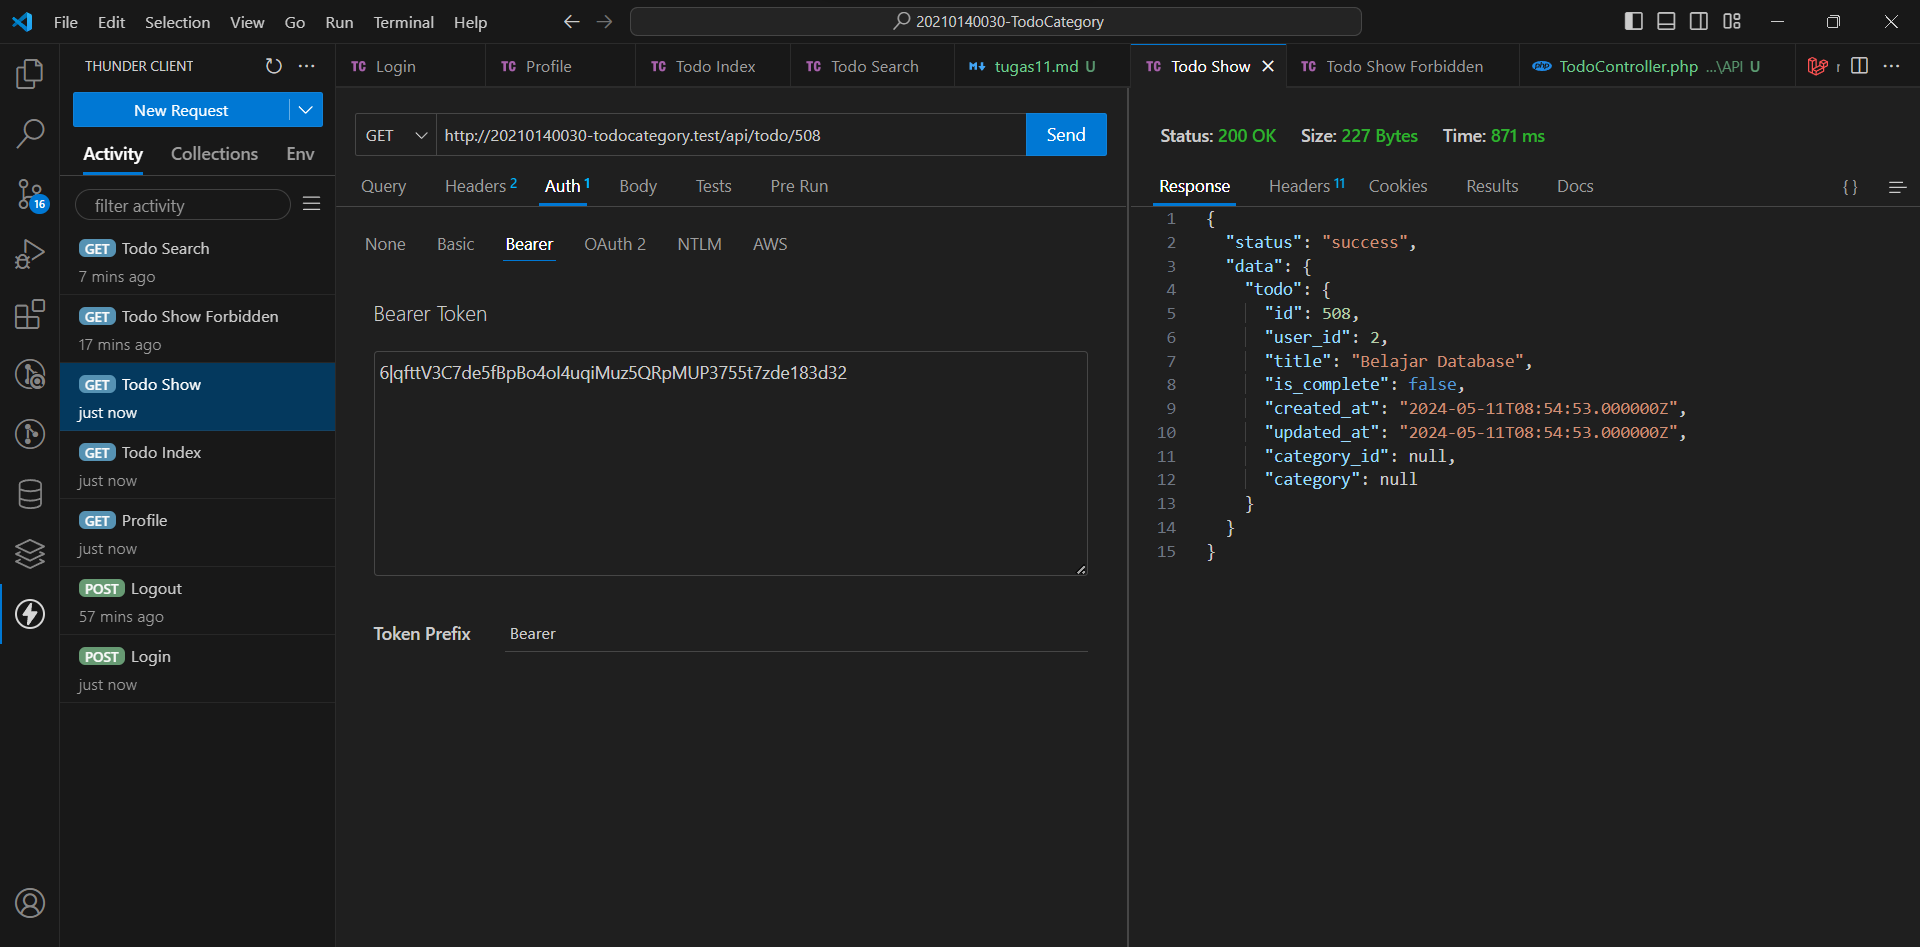 File Edit Selection View Go Run Terminal Help
20210140030-TodoCategory
THUNDER CLIENT
New Request
Activity Collections Env
filter activity
GET Todo Search
7 mins ago
GET Todo Show Forbidden
17 mins ago
GET Todo Show
just now
GET Todo Index
just now
GET Profile
just now
POST Logout
57 mins ago
POST Login
just now
16
TC Login
TC Profile
TC Todo Index
TC Todo Search
tugas11.md U
TC Todo Show
TC Todo Show Forbidden
php TodoController.php ...\API U
GET http://20210140030-todocategory.test/api/todo/508 Send
Query Headers 2 Auth 1 Body Tests Pre Run
None Basic Bearer OAuth 2 NTLM AWS
Bearer Token
6|qfttV3C7de5fBpBo4oI4uqiMuz5QRpMUP3755t7zde183d32
Token Prefix Bearer
Status: 200 OK Size: 227 Bytes Time: 871 ms
Response Headers 11 Cookies Results Docs {}
1 {
2 "status": "success",
3 "data": {
4 "todo": {
5 "id": 508,
6 "user_id": 2,
7 "title": "Belajar Database",
8 "is_complete": false,
9 "created_at": "2024-05-11T08:54:53.000000Z",
10 "updated_at": "2024-05-11T08:54:53.000000Z",
11 "category_id": null,
12 "category": null
13 }
14 }
15 }